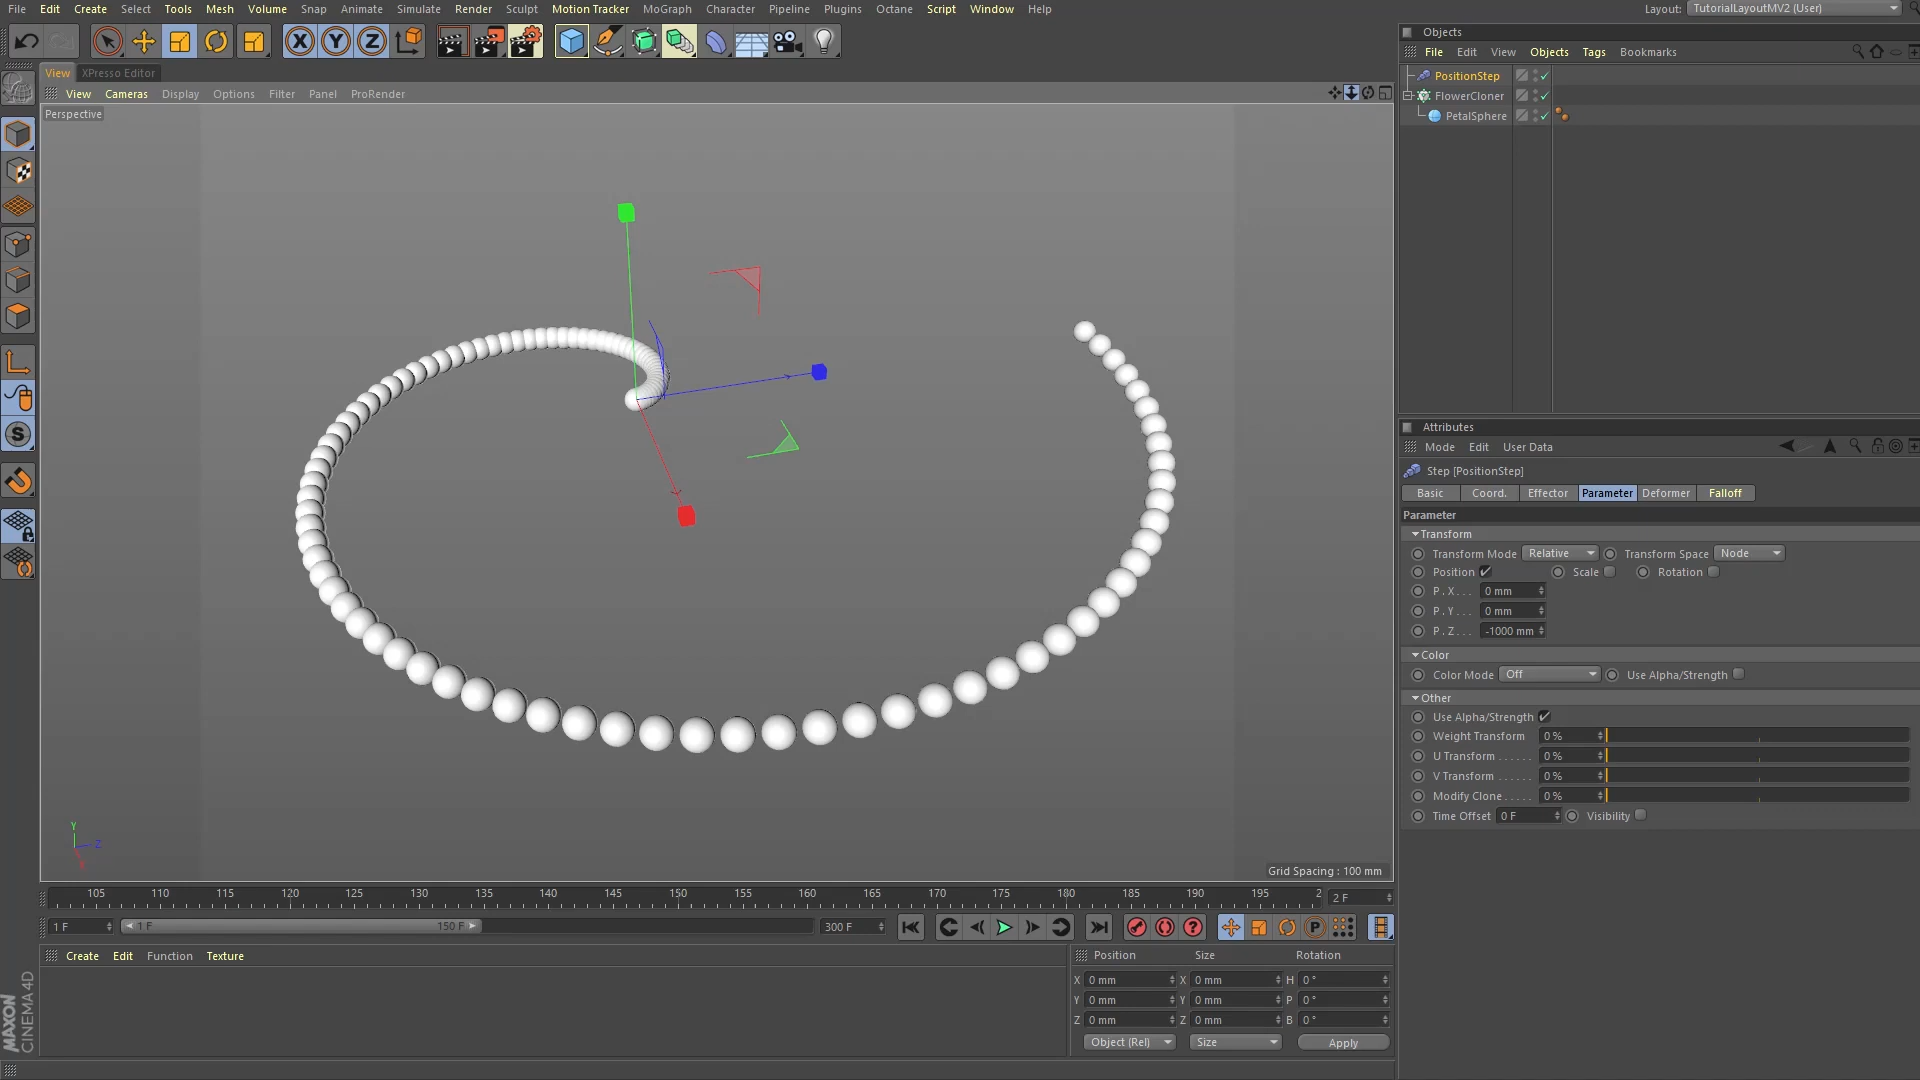 File Edit Create Select Tools Mesh Volume Snap Animate Simulate Render Sculpt Motion Tracker MoGraph Character Pipeline Plugins Octane Script Window Help Layout: TutorialLayoutMV2 (User)
Objects
File Edit View Objects Tags Bookmarks
View XPresso Editor
PositionStep
View Cameras Display Options Filter Panel ProRender
FlowerCloner
Perspective
PetalSphere
Attributes
Mode Edit User Data
Step [PositionStep]
Basic Coord. Effector Parameter Deformer Falloff
Parameter
Transform
Transform Mode Relative Transform Space Node
Position Scale Rotation
P . X . . . 0 mm
P . Y . . . 0 mm
P . Z . . . -1000 mm
Color
Color Mode Off Use Alpha/Strength
Other
Use Alpha/Strength
Weight Transform 0 %
U Transform . . . . . . 0 %
V Transform . . . . . . 0 %
Modify Clone . . . . . 0 %
Time Offset 0 F Visibility
Y
Z
Grid Spacing : 100 mm
105 110 115 120 125 130 135 140 145 150 155 160 165 170 175 180 185 190 195 2 2 F
1 F 1 F 150 F 300 F
Create Edit Function Texture
Position Size Rotation
X 0 mm X 0 mm H 0 °
Y 0 mm Y 0 mm P 0 °
Z 0 mm Z 0 mm B 0 °
Object (Rel) Size Apply
MAXON
CINEMA 4D